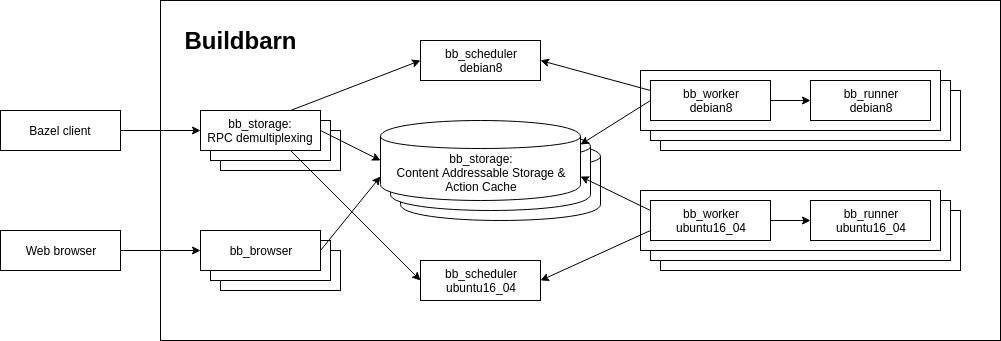 Buildbarn
bb_scheduler
debian8
bb_worker
debian8
bb_runner
debian8
Bazel client
bb_storage:
RPC demultiplexing
bb_storage:
Content Addressable Storage &
Action Cache
bb_worker
ubuntu16_04
bb_runner
ubuntu16_04
Web browser
bb_browser
bb_scheduler
ubuntu16_04